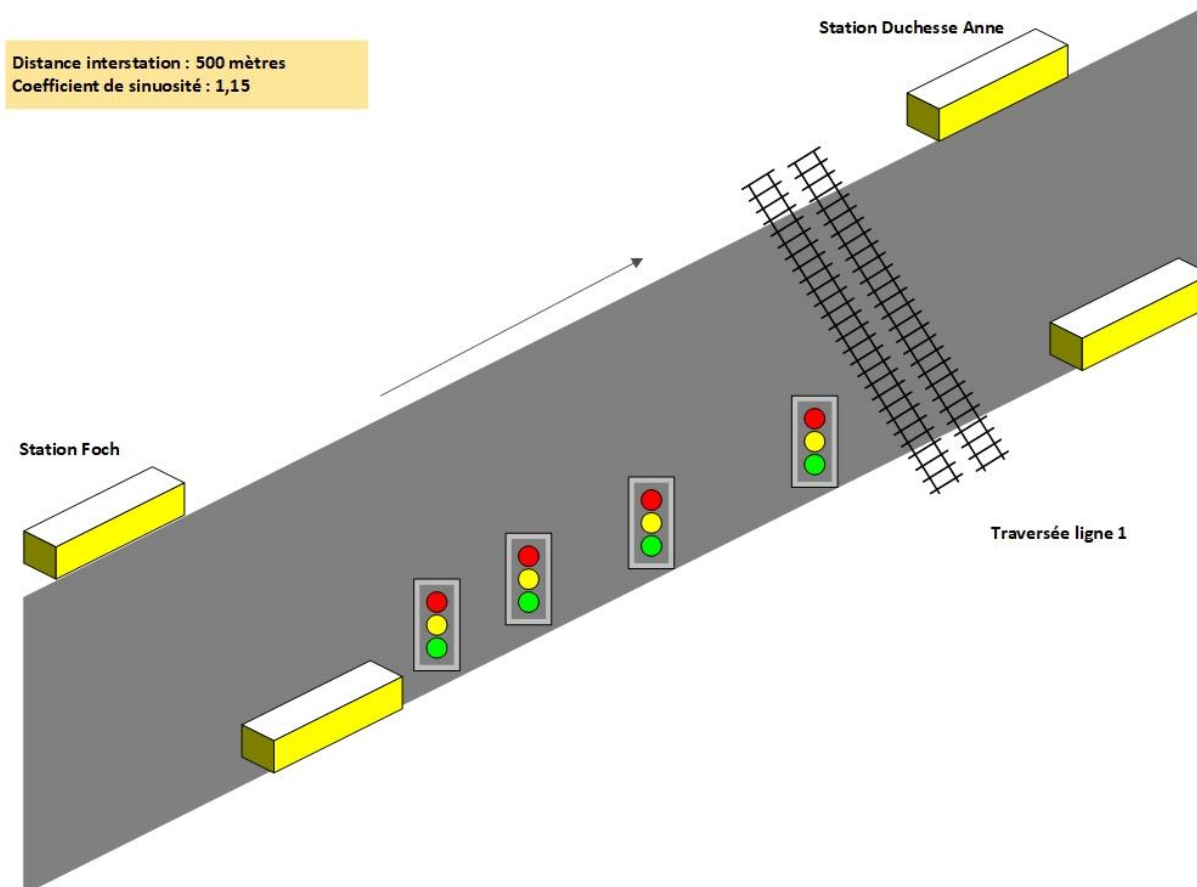 Station Duchesse Anne
Distance interstation : 500 mètres
Coefficient de sinuosité : 1,15
Station Foch
Traversée ligne 1